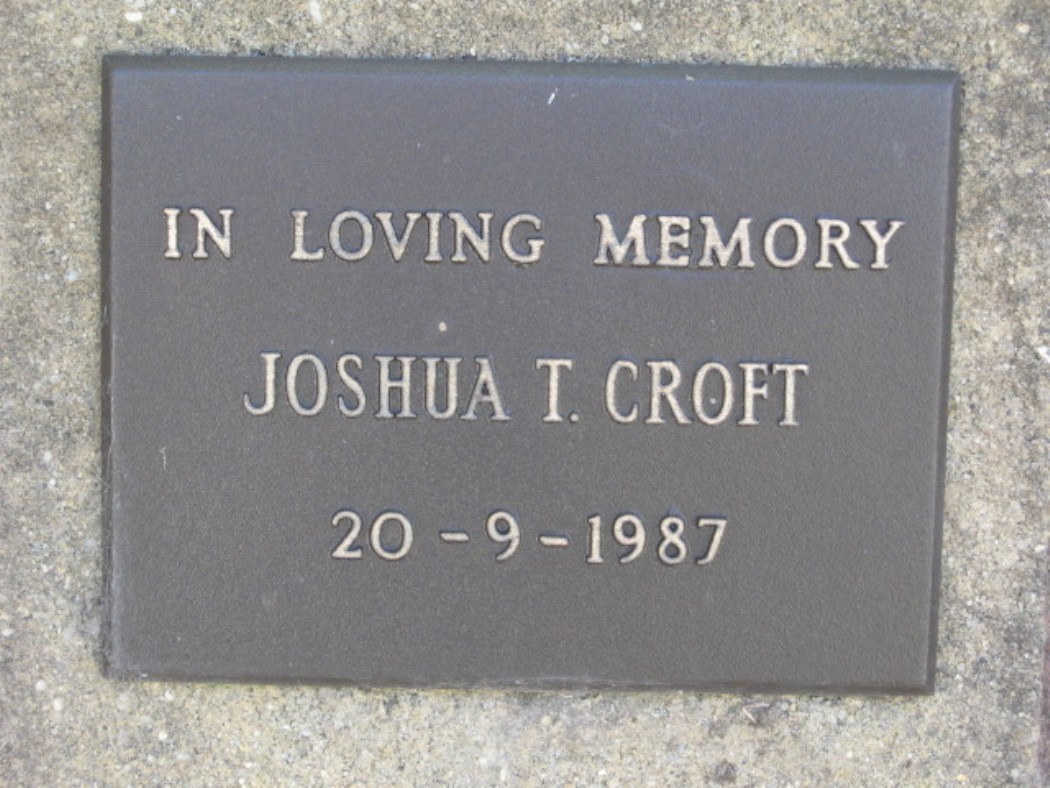 IN LOVING MEMORY
JOSHUA T. CROFT
20-9-1987